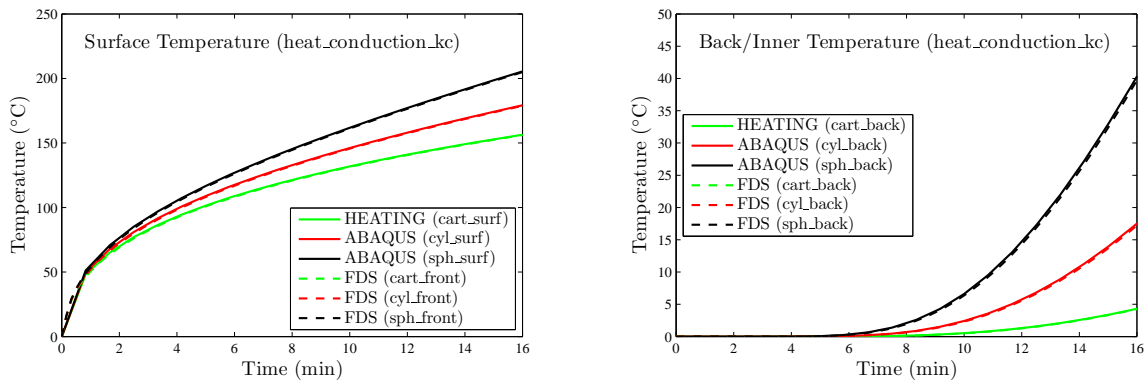 250
200
150
100
50
0
Temperature (°C)
Surface Temperature (heat_conduction_kc)
HEATING (cart_surf)
ABAQUS (cyl_surf)
ABAQUS (sph_surf)
FDS (cart_front)
FDS (cyl_front)
FDS (sph_front)
0 2 4 6 8 10 12 14 16
Time (min)
50
45
40
35
30
25
20
15
10
5
0
Temperature (°C)
Back/Inner Temperature (heat_conduction_kc)
HEATING (cart_back)
ABAQUS (cyl_back)
ABAQUS (sph_back)
FDS (cart_back)
FDS (cyl_back)
FDS (sph_back)
0 2 4 6 8 10 12 14 16
Time (min)